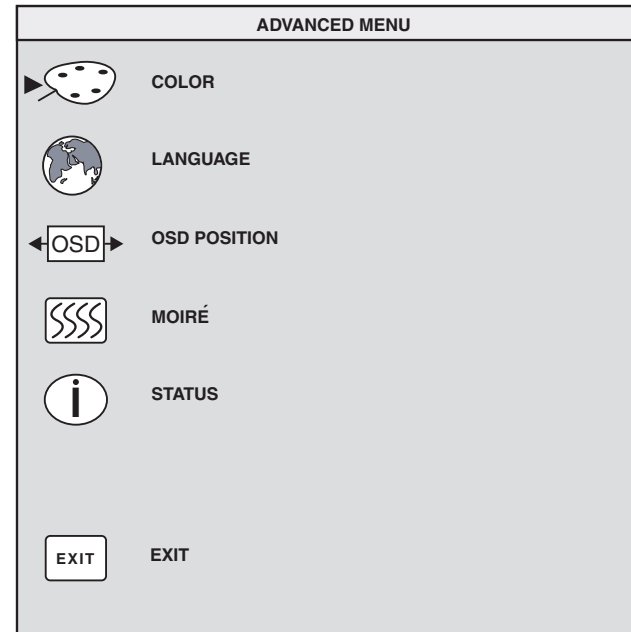 ADVANCED MENU
COLOR
LANGUAGE
OSD OSD POSITION
MOIRÉ
i STATUS
EXIT EXIT